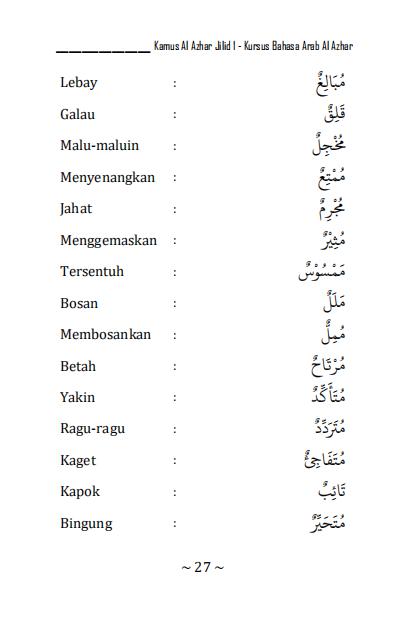 Kamus Al Azhar Jilid I - Kursus Bahasa Arab Al Azhar
Lebay : مُبَالِغٌ
Galau : قَلِقٌ
Malu-maluin : مُخْجِلٌ
Menyenangkan : مُمْتِعٌ
Jahat : مُجْرِمٌ
Menggemaskan : مُثِيْرٌ
Tersentuh : مَمْسُوْسٌ
Bosan : مَلَلٌ
Membosankan : مُمِلٌّ
Betah : مُرْتَاحٌ
Yakin : مُتَأَكِّدٌ
Ragu-ragu : مُتَرَدِّدٌ
Kaget : مُتَفَاجِئٌ
Kapok : تَائِبٌ
Bingung : مُتَحَيِّرٌ
~ 27 ~